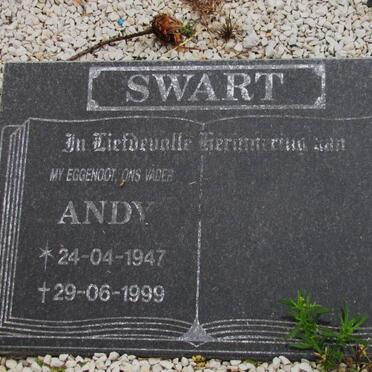 SWART
In Liefdevolle Herinnering aan
MY EGGENOOT, ONS VADER
ANDY
* 24-04-1947
† 29-06-1999